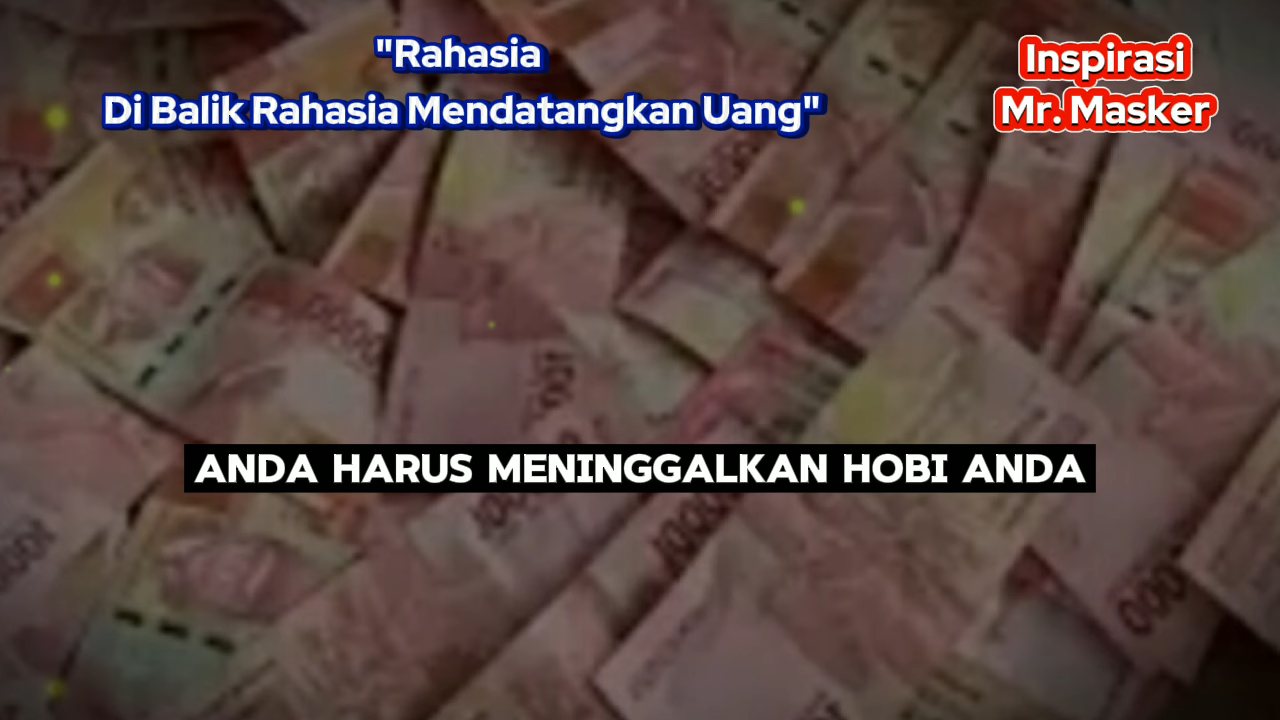 "Rahasia
Di Balik Rahasia Mendatangkan Uang"
Inspirasi
Mr. Masker
ANDA HARUS MENINGGALKAN HOBI ANDA